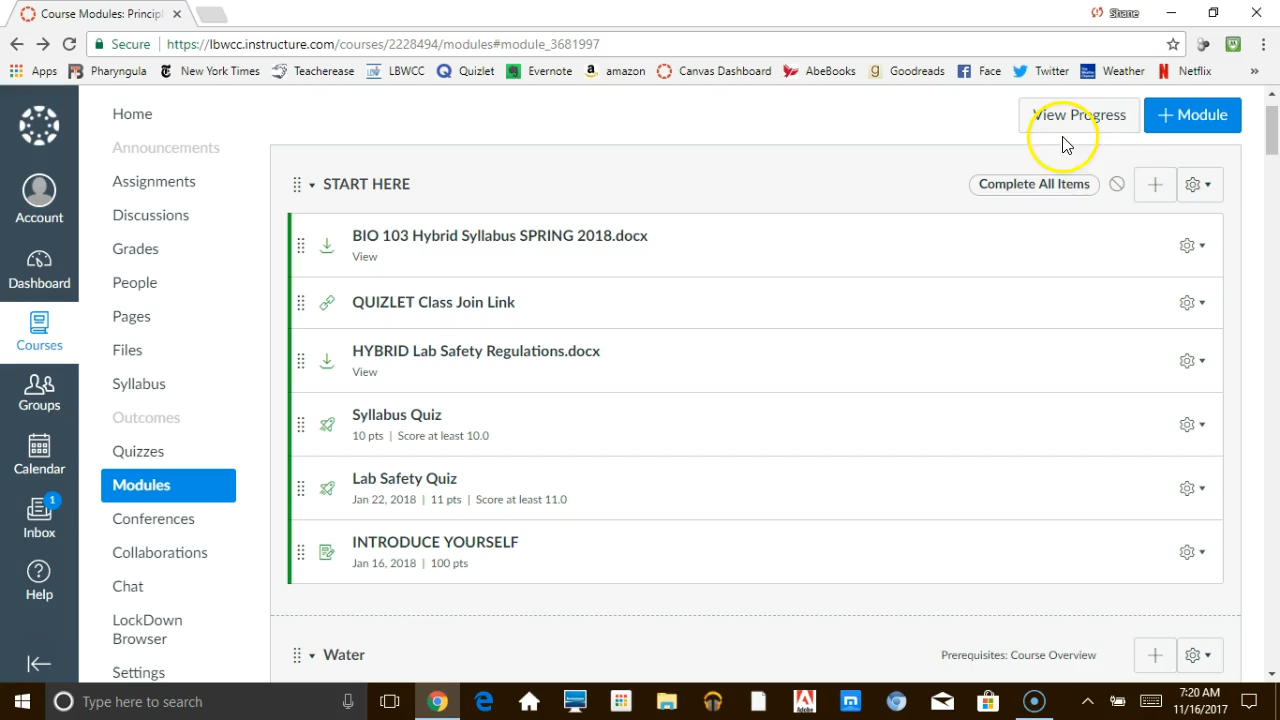 Course Modules: Principl
Shane
Secure
https://lbwcc.instructure.com/courses/2228494/modules#module_3681997
Apps
Pharyngula
New York Times
Teacherease
LBWCC
Quizlet
Evernote
amazon
Canvas Dashboard
AbeBooks
Goodreads
Face
Twitter
Weather
Netflix
»
Account
Dashboard
Courses
Groups
Calendar
1
Inbox
Help
Home
Announcements
Assignments
Discussions
Grades
People
Pages
Files
Syllabus
Outcomes
Quizzes
Modules
Conferences
Collaborations
Chat
LockDown
Browser
Settings
View Progress
+ Module
START HERE
Complete All Items
BIO 103 Hybrid Syllabus SPRING 2018.docx
View
QUIZLET Class Join Link
HYBRID Lab Safety Regulations.docx
View
Syllabus Quiz
10 pts | Score at least 10.0
Lab Safety Quiz
Jan 22, 2018 | 11 pts | Score at least 11.0
INTRODUCE YOURSELF
Jan 16, 2018 | 100 pts
Water
Prerequisites: Course Overview
Type here to search
7:20 AM
11/16/2017